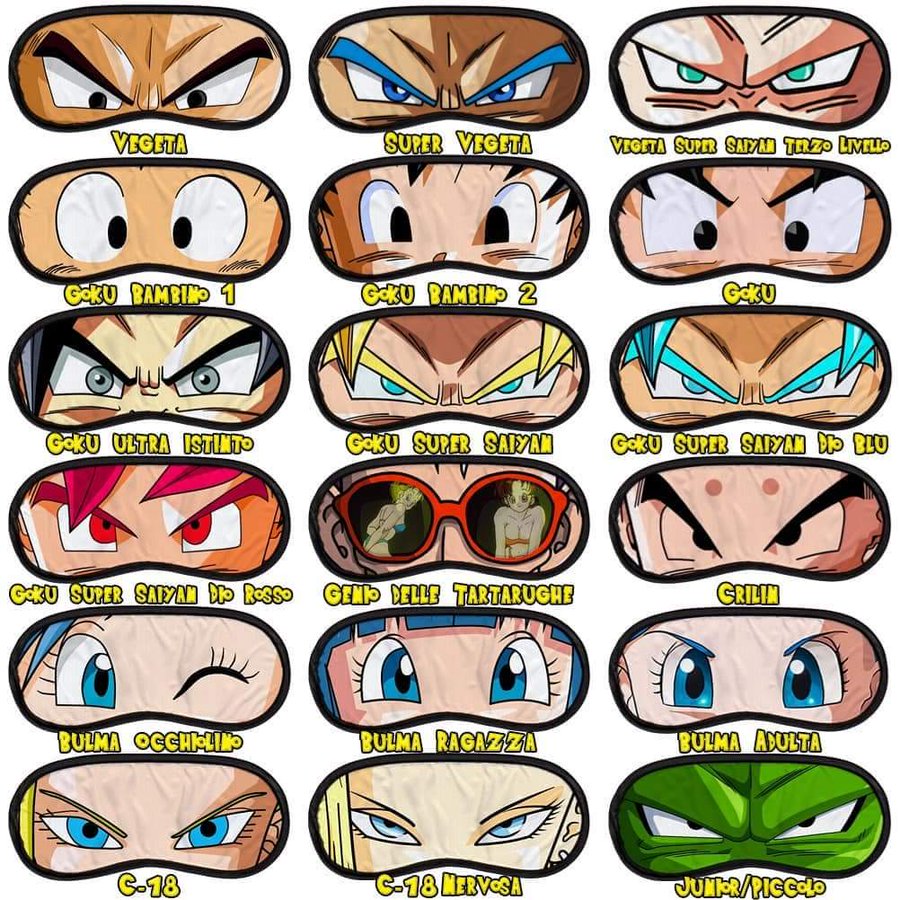 Vegeta
Super Vegeta
Vegeta Super Saiyan Terzo Livello
Goku Bambino 1
Goku Bambino 2
Goku
Goku Ultra Istinto
Goku Super Saiyan
Goku Super Saiyan Dio Blu
Goku Super Saiyan Dio Rosso
Genio delle Tartarughe
Crilin
Bulma Occhiolino
Bulma Ragazza
Bulma Adulta
C-18
C-18 Nervosa
Junior/Piccolo